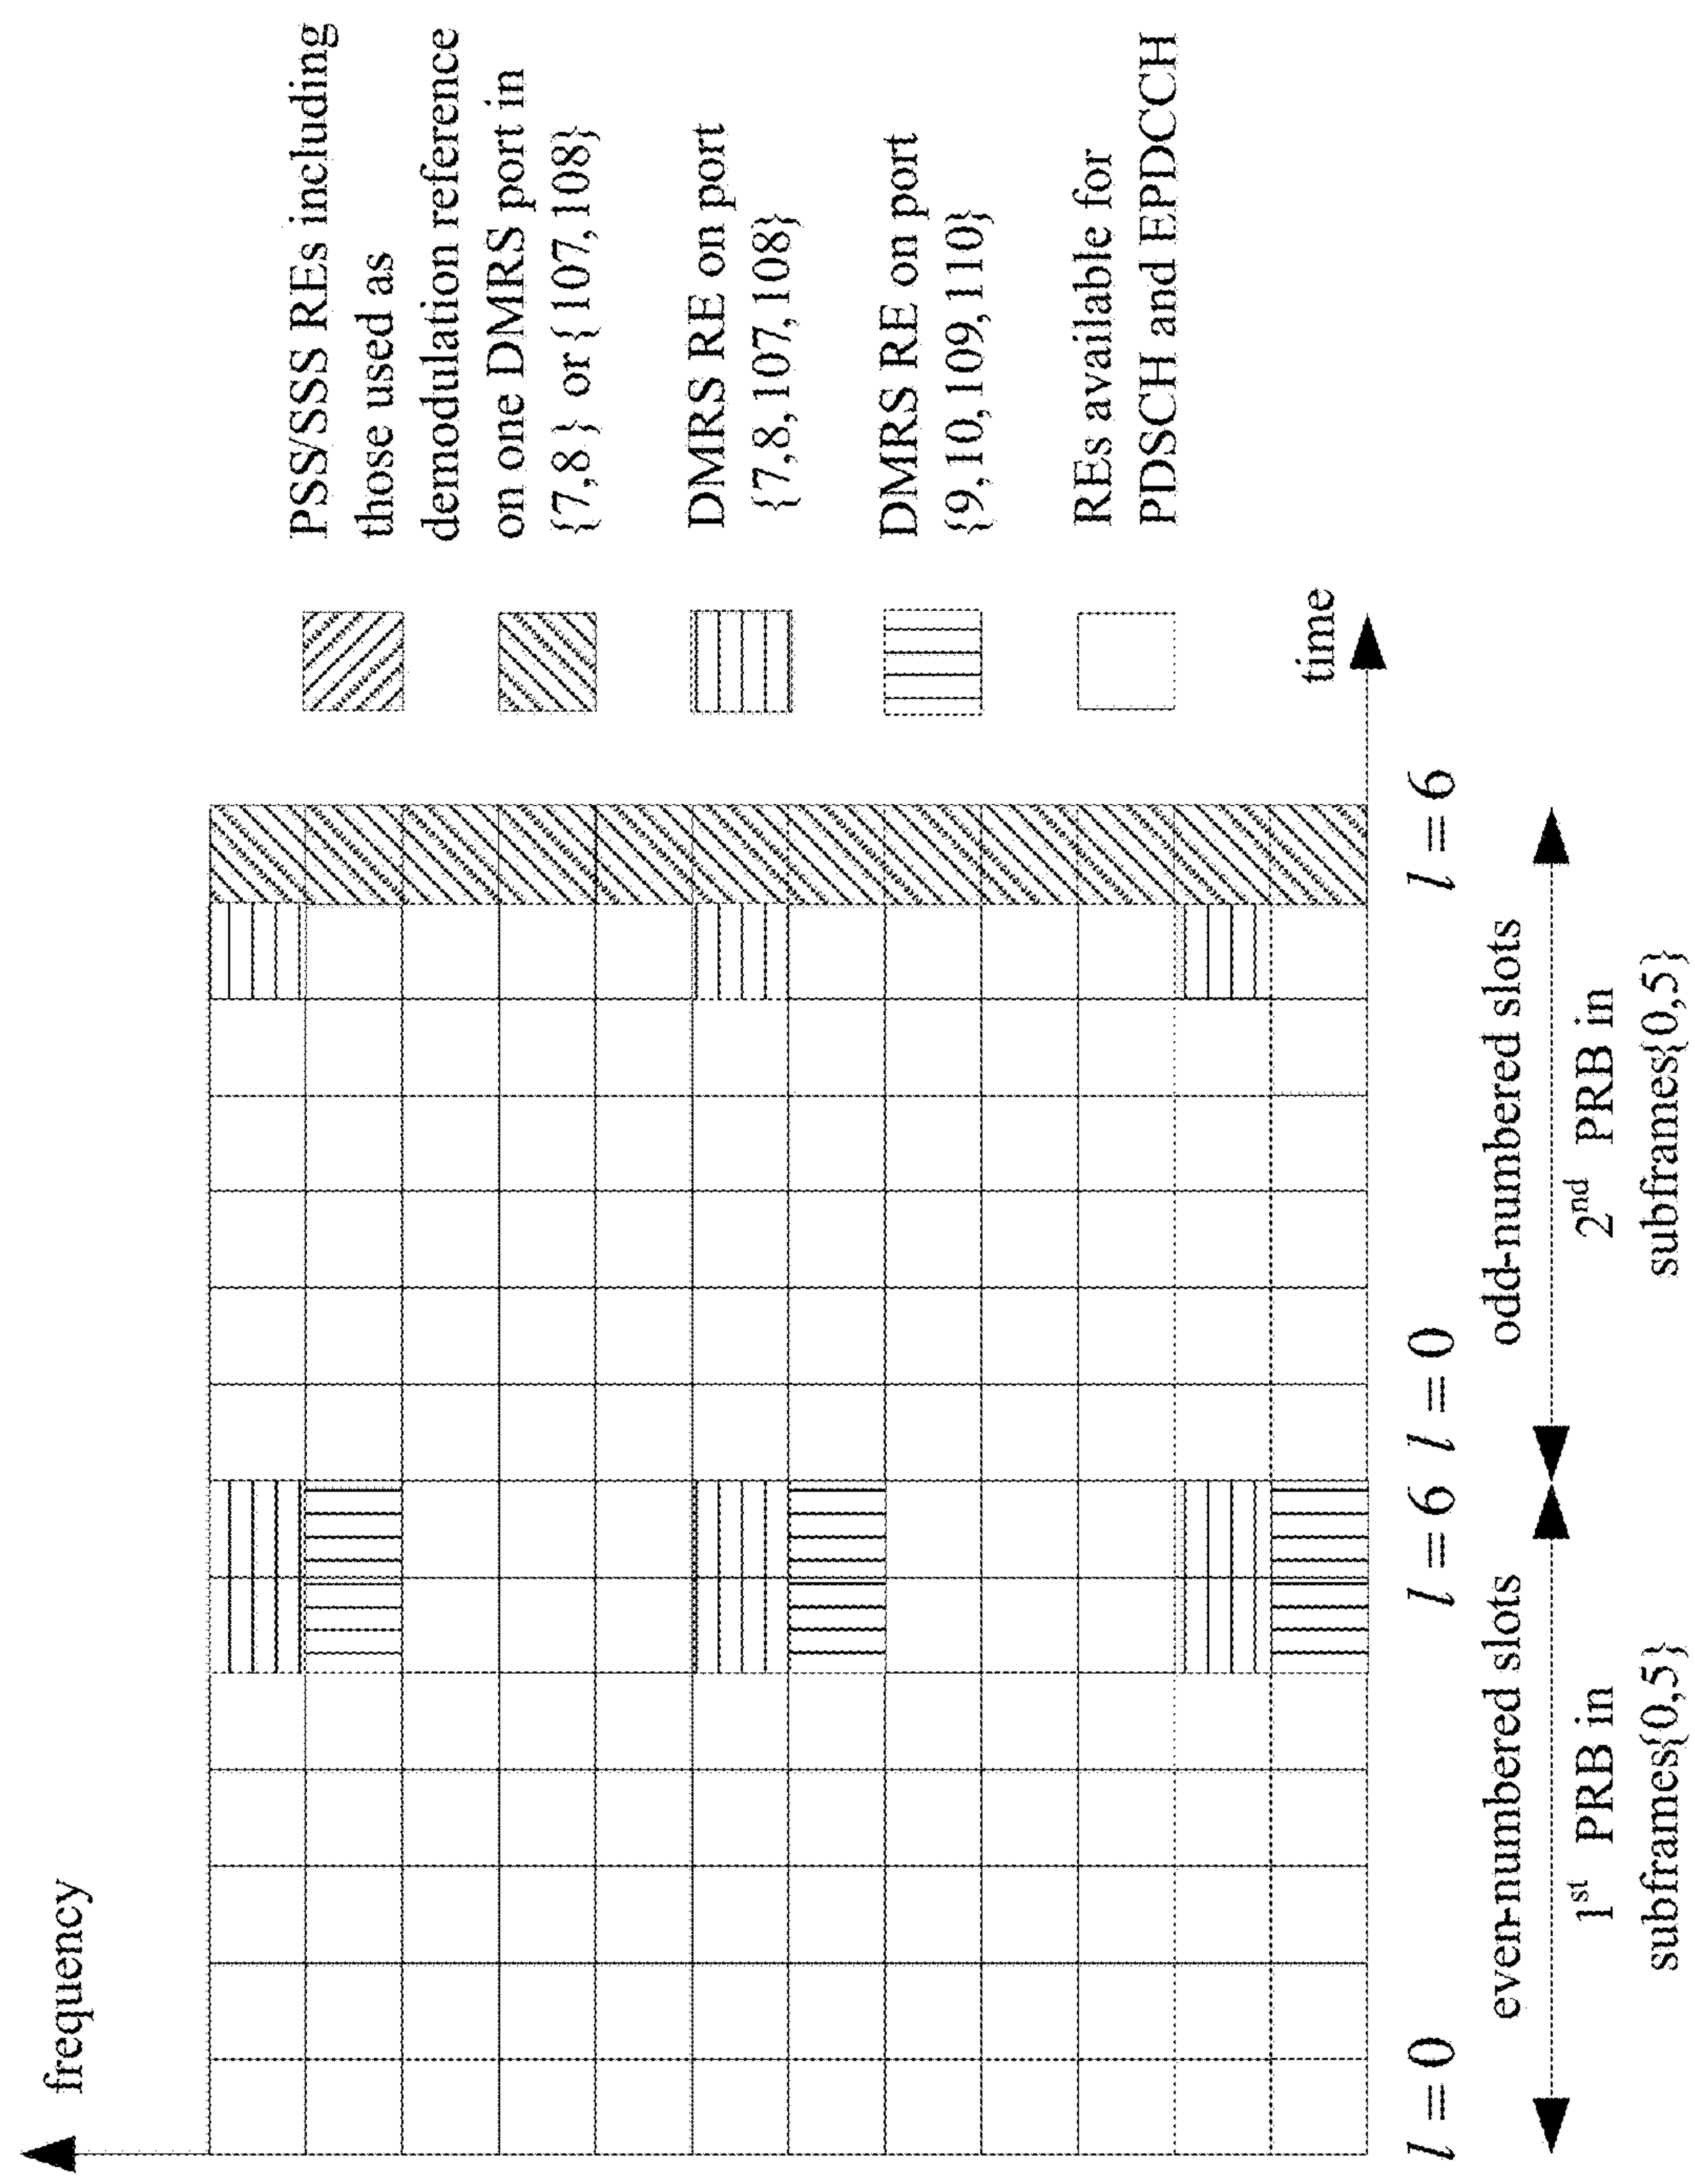 frequency
PSS/SSS REs including
those used as
demodulation reference
on one DMRS port in
{7,8 } or{107,108}
DMRS RE on port
{7,8,107,108}
DMRS RE on port
{9,10,109,110}
REs available for
PDSCH and EPDCCH
time
l = 0
l = 6
l = 0
l = 6
even-numbered slots
odd-numbered slots
1st PRB in
subframes{0,5}
2nd PRB in
subframes{0,5}